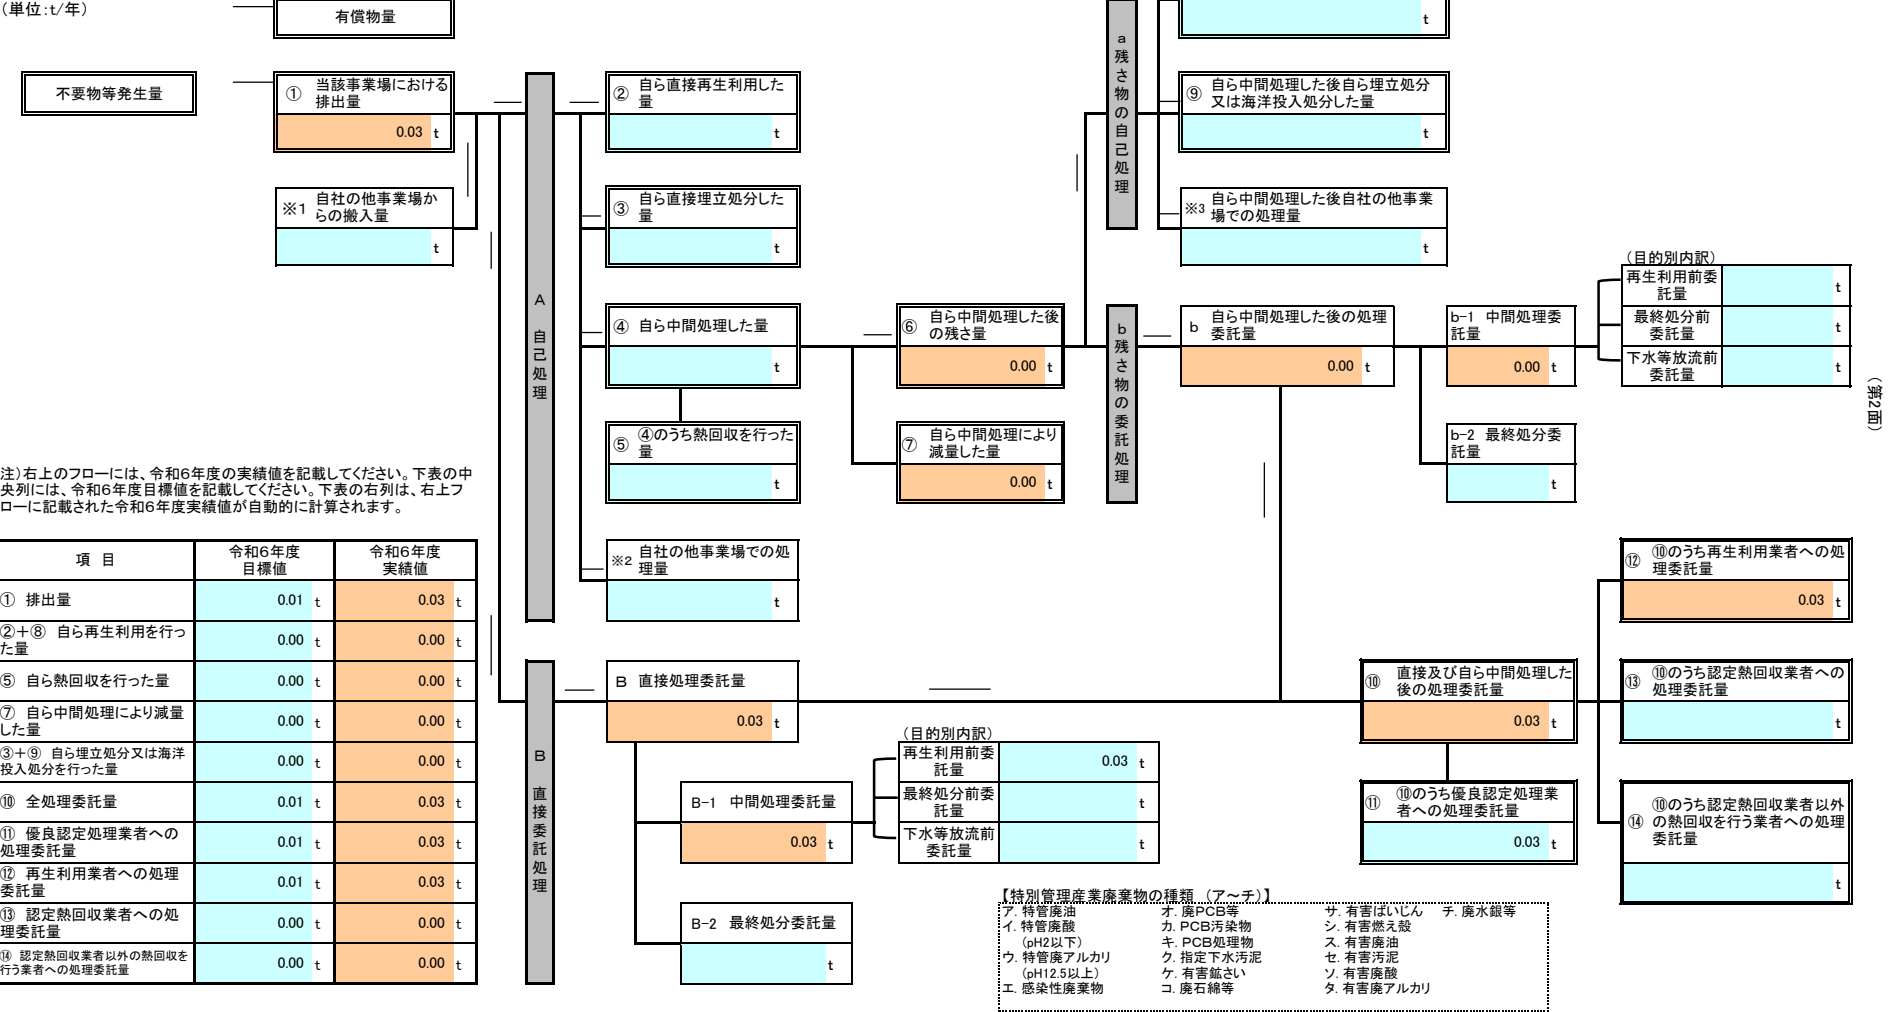 (単位:t/年)
有償物量
不要物等発生量
① 当該事業場における
排出量
0.03 t
※1 自社の他事業場か
らの搬入量
t
A
自己処理
② 自ら直接再生利用した
量
t
③ 自ら直接埋立処分した
量
t
④ 自ら中間処理した量
t
⑤ ④のうち熱回収を行った
量
t
※2 自社の他事業場での処
理量
t
⑥ 自ら中間処理した後
の残さ量
0.00 t
⑦ 自ら中間処理により
減量した量
0.00 t
a
残さ物の自己処理
t
⑨ 自ら中間処理した後自ら埋立処分
又は海洋投入処分した量
t
※3 自ら中間処理した後自社の他事業
場での処理量
t
b
残さ物の委託処理
b 自ら中間処理した後の処理
委託量
0.00 t
b-1 中間処理委
託量
0.00 t
b-2 最終処分委
託量
t
(目的別内訳)
再生利用前委
託量
t
最終処分前
委託量
t
下水等放流前
委託量
t
(第2面)
注)右上のフローには、令和6年度の実績値を記載してください。下表の中
央列には、令和6年度目標値を記載してください。下表の右列は、右上フ
ローに記載された令和6年度実績値が自動的に計算されます。
項 目 令和6年度 目標値 令和6年度 実績値
① 排出量 0.01 t 0.03 t
②+⑧ 自ら再生利用を行っ
た量 0.00 t 0.00 t
⑤ 自ら熱回収を行った量 0.00 t 0.00 t
⑦ 自ら中間処理により減量
した量 0.00 t 0.00 t
③+⑨ 自ら埋立処分又は海洋
投入処分を行った量 0.00 t 0.00 t
⑩ 全処理委託量 0.01 t 0.03 t
⑪ 優良認定処理業者への
処理委託量 0.01 t 0.03 t
⑫ 再生利用業者への処理
委託量 0.01 t 0.03 t
⑬ 認定熱回収業者への処
理委託量 0.00 t 0.00 t
⑭ 認定熱回収業者以外の熱回収を
行う業者への処理委託量 0.00 t 0.00 t
B
直接委託処理
B 直接処理委託量
0.03 t
B-1 中間処理委託量
0.03 t
B-2 最終処分委託量
t
(目的別内訳)
再生利用前委
託量
0.03 t
最終処分前委
託量
t
下水等放流前
委託量
t
⑩ 直接及び自ら中間処理した
後の処理委託量
0.03 t
⑪ ⑩のうち優良認定処理業
者への処理委託量
0.03 t
⑫ ⑩のうち再生利用業者への処
理委託量
0.03 t
⑬ ⑩のうち認定熱回収業者への
処理委託量
t
⑭ ⑩のうち認定熱回収業者以外
の熱回収を行う業者への処理
委託量
t
【特別管理産業廃棄物の種類 (ア～チ)】
ア. 特管廃油 オ. 廃PCB等 サ. 有害ばいじん チ. 廃水銀等
イ. 特管廃酸 カ. PCB汚染物 シ. 有害燃え殻
(pH2以下) キ. PCB処理物 ス. 有害廃油
ウ. 特管廃アルカリ ク. 指定下水汚泥 セ. 有害汚泥
(pH12.5以上) ケ. 有害鉱さい ソ. 有害廃酸
エ. 感染性廃棄物 コ. 廃石綿等 タ. 有害廃アルカリ